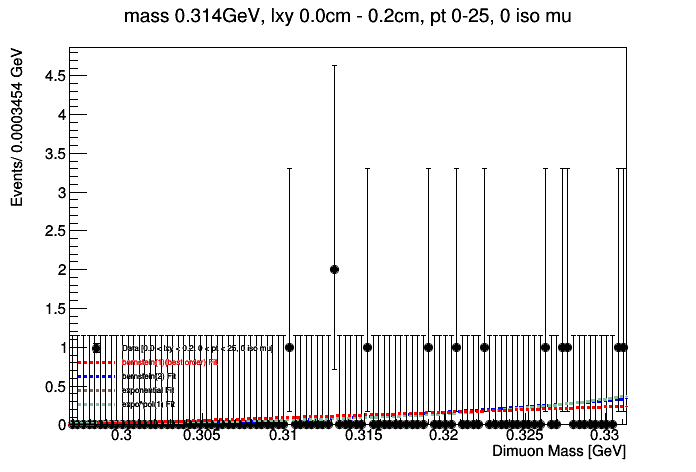 mass 0.314GeV, lxy 0.0cm - 0.2cm, pt 0-25, 0 iso mu
Events/ 0.0003454 GeV
4.5
4
3.5
3
2.5
2
1.5
1
0.5
0
Data [0.0 < lxy < 0.2, 0 < pt < 25, 0 iso mu]
bernstein[1](best order) Fit
bernstein[2] Fit
exponential Fit
expo*pol(1) Fit
0.3 0.305 0.31 0.315 0.32 0.325 0.33
Dimuon Mass [GeV]